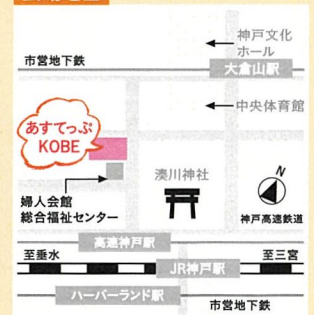 神戸文化
ホール
市営地下鉄
大倉山駅
中央体育館
あすてっぷ
KOBE
湊川神社
N
婦人会館
総合福祉センター
神戸高速鉄道
高速神戸駅
至垂水
至三宮
JR神戸駅
ハーバーランド駅
市営地下鉄